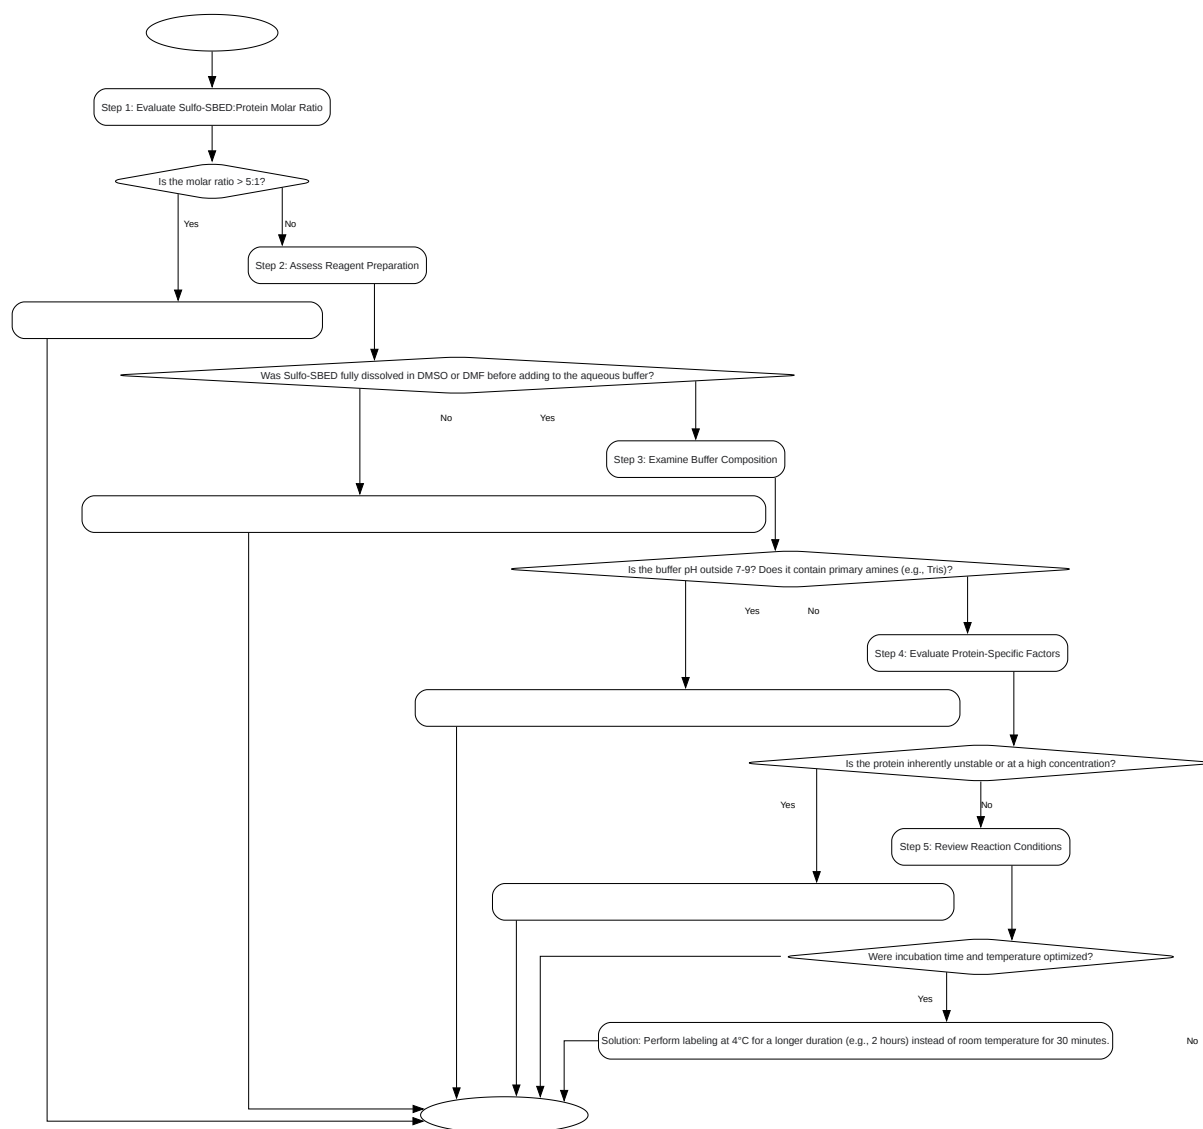 Step 1: Evaluate Sulfo-SBED:Protein Molar Ratio
Is the molar ratio > 5:1?
Yes
No
Step 2: Assess Reagent Preparation
Was Sulfo-SBED fully dissolved in DMSO or DMF before adding to the aqueous buffer?
No
Yes
Step 3: Examine Buffer Composition
Is the buffer pH outside 7-9? Does it contain primary amines (e.g., Tris)?
Yes
No
Step 4: Evaluate Protein-Specific Factors
Is the protein inherently unstable or at a high concentration?
Yes
No
Step 5: Review Reaction Conditions
Were incubation time and temperature optimized?
Yes
Solution: Perform labeling at 4°C for a longer duration (e.g., 2 hours) instead of room temperature for 30 minutes.
No